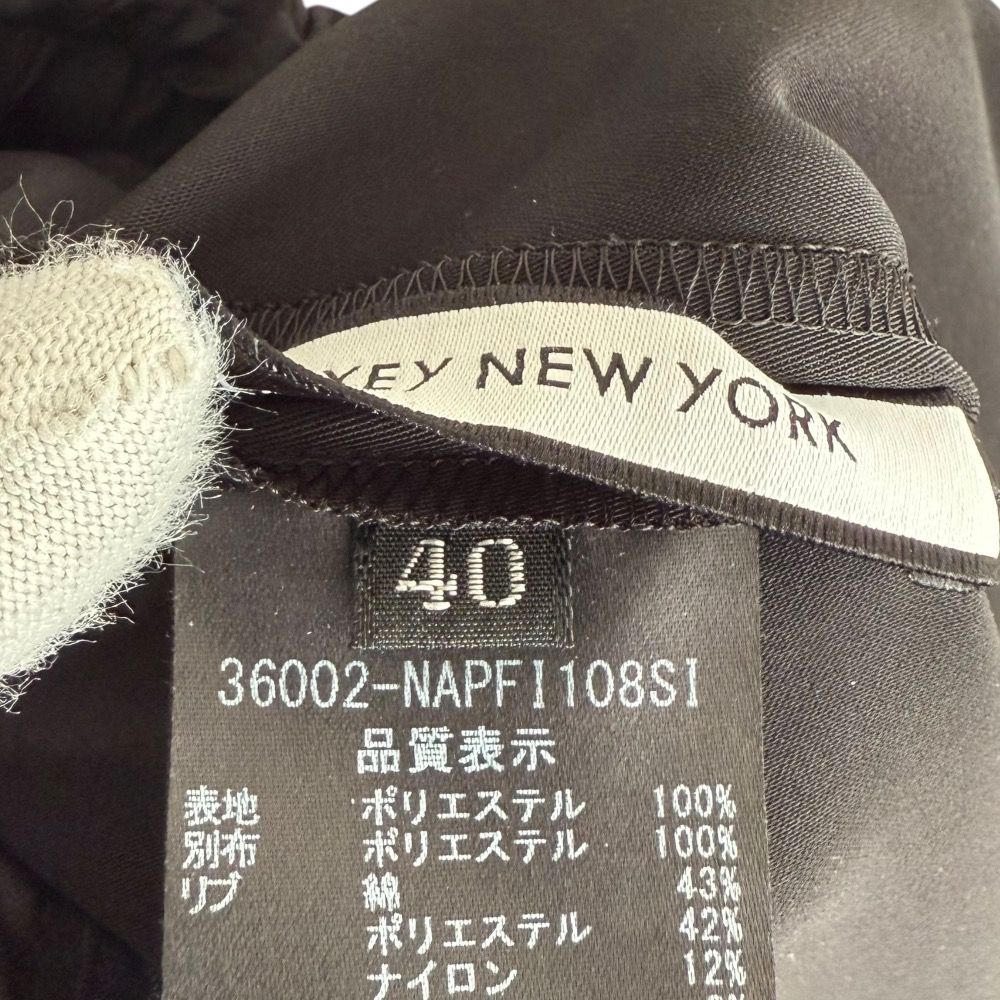 NEW YORK
40
36002-NAPFI108SI
品質表示
表地 ポリエステル 100%
別布 ポリエステル 100%
リブ 綿 43%
ポリエステル 42%
ナイロン 12%